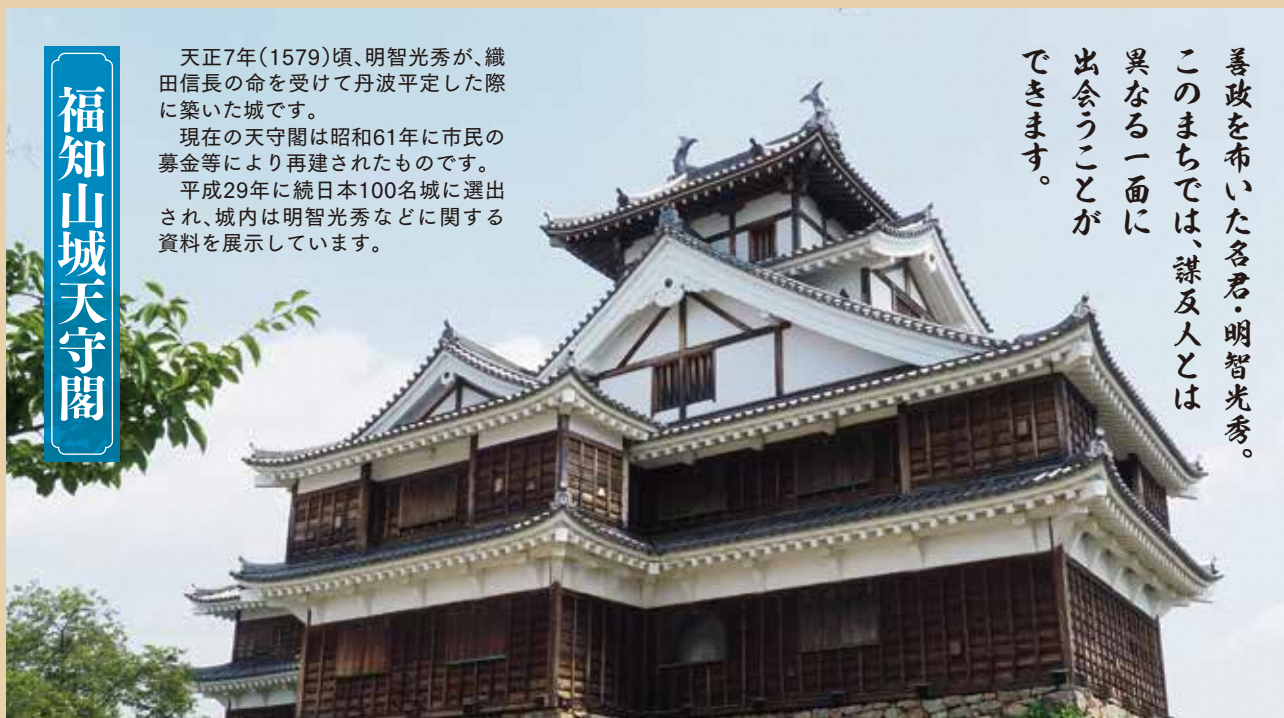 福知山城天守閣
天正7年(1579)頃、明智光秀が、織
田信長の命を受けて丹波平定した際
に築いた城です。
現在の天守閣は昭和61年に市民の
募金等により再建されたものです。
平成29年に続日本100名城に選出
され、城内は明智光秀などに関する
資料を展示しています。
善政を布いた名君・明智光秀。
このまちでは、謀反人とは
異なる一面に
出会うことが
できます。